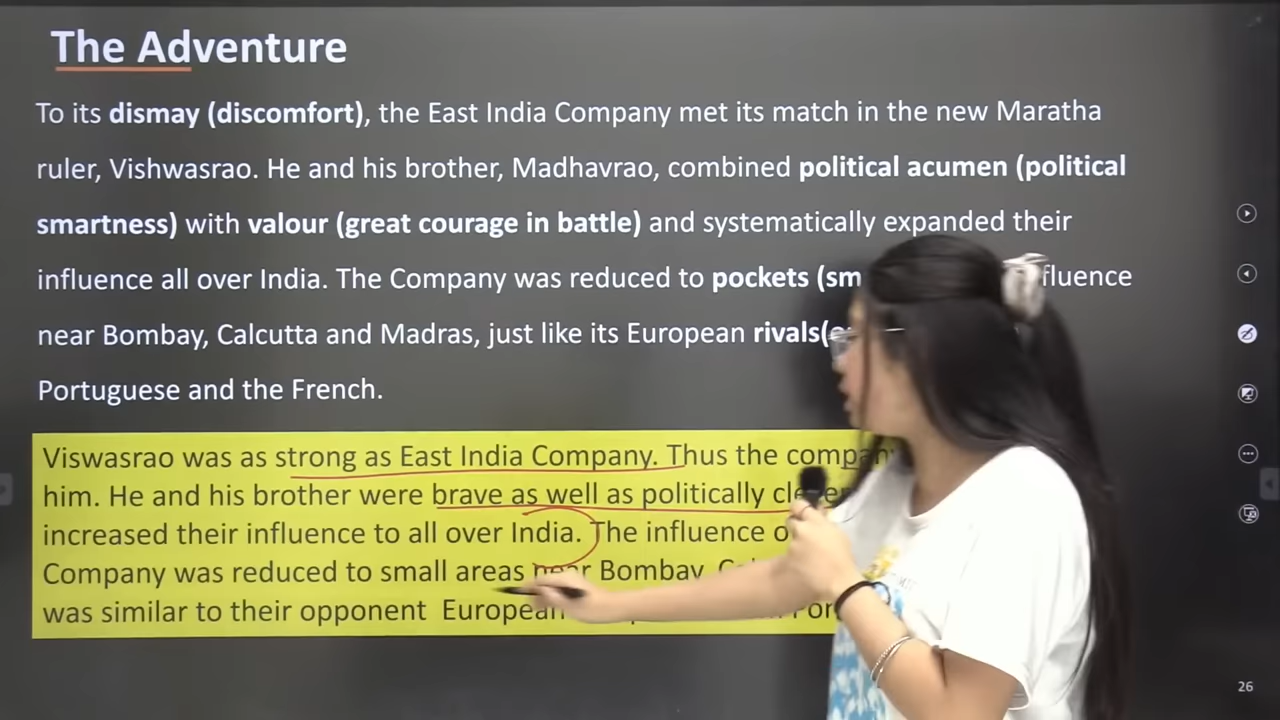 The Adventure
To its dismay (discomfort), the East India Company met its match in the new Maratha
ruler, Vishwasrao. He and his brother, Madhavrao, combined political acumen (political
smartness) with valour (great courage in battle) and systematically expanded their
influence all over India. The Company was reduced to pockets
near Bombay, Calcutta and Madras, just like its European rivals
Portuguese and the French.
Viswasrao was as strong as East India Company. Thus the company
him. He and his brother were brave as well as politically clever
increased their influence to all over India. The influence
Company was reduced to small areas near Bombay
was similar to their opponent European
26